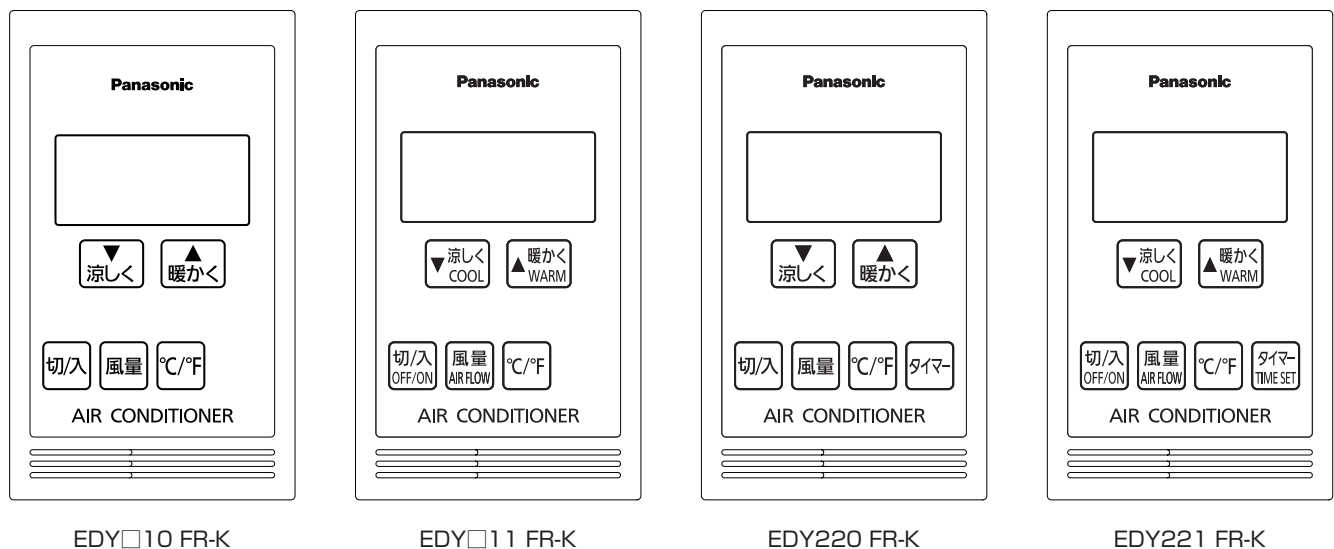 Panasonic
▼
涼しく
▲
暖かく
切/入
風量
℃/°F
AIR CONDITIONER
EDY□10 FR-K
Panasonic
▼涼しく
COOL
▲暖かく
WARM
切/入
OFF/ON
風量
AIR FLOW
℃/°F
AIR CONDITIONER
EDY□11 FR-K
Panasonic
▼
涼しく
▲
暖かく
切/入
風量
℃/°F
タイマー
AIR CONDITIONER
EDY220 FR-K
Panasonic
▼涼しく
COOL
▲暖かく
WARM
切/入
OFF/ON
風量
AIR FLOW
℃/°F
タイマー
TIME SET
AIR CONDITIONER
EDY221 FR-K